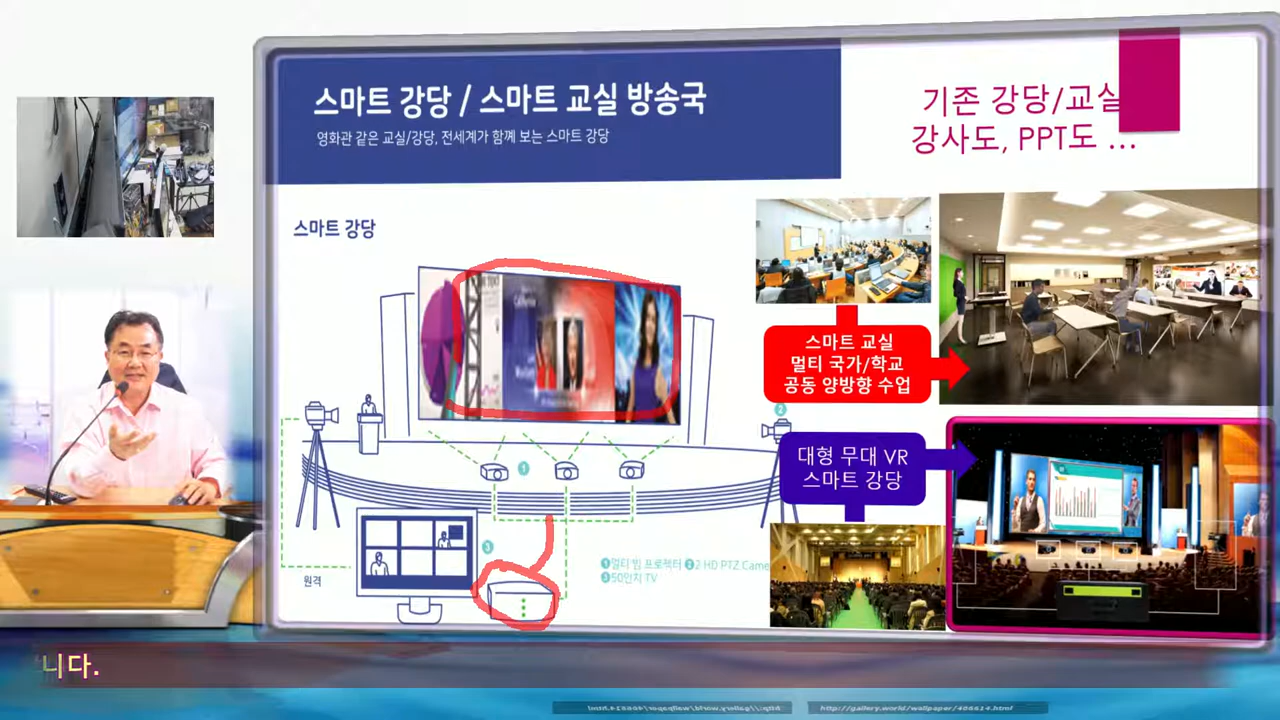 스마트 강당 / 스마트 교실 방송국
영화관 같은 교실/강당, 전세계가 함께 보는 스마트 강당
기존 강당/교실
강사도, PPT도 ...
스마트 강당
스마트 교실
멀티 국가/학교
공동 양방향 수업
대형 무대 VR
스마트 강당
1
2
3
원격
❶멀티 빔 프로젝터 ❷2 HD PTZ Came
❸50인치 TV
니다.
http://gallery.world/wallpaper/406614.html